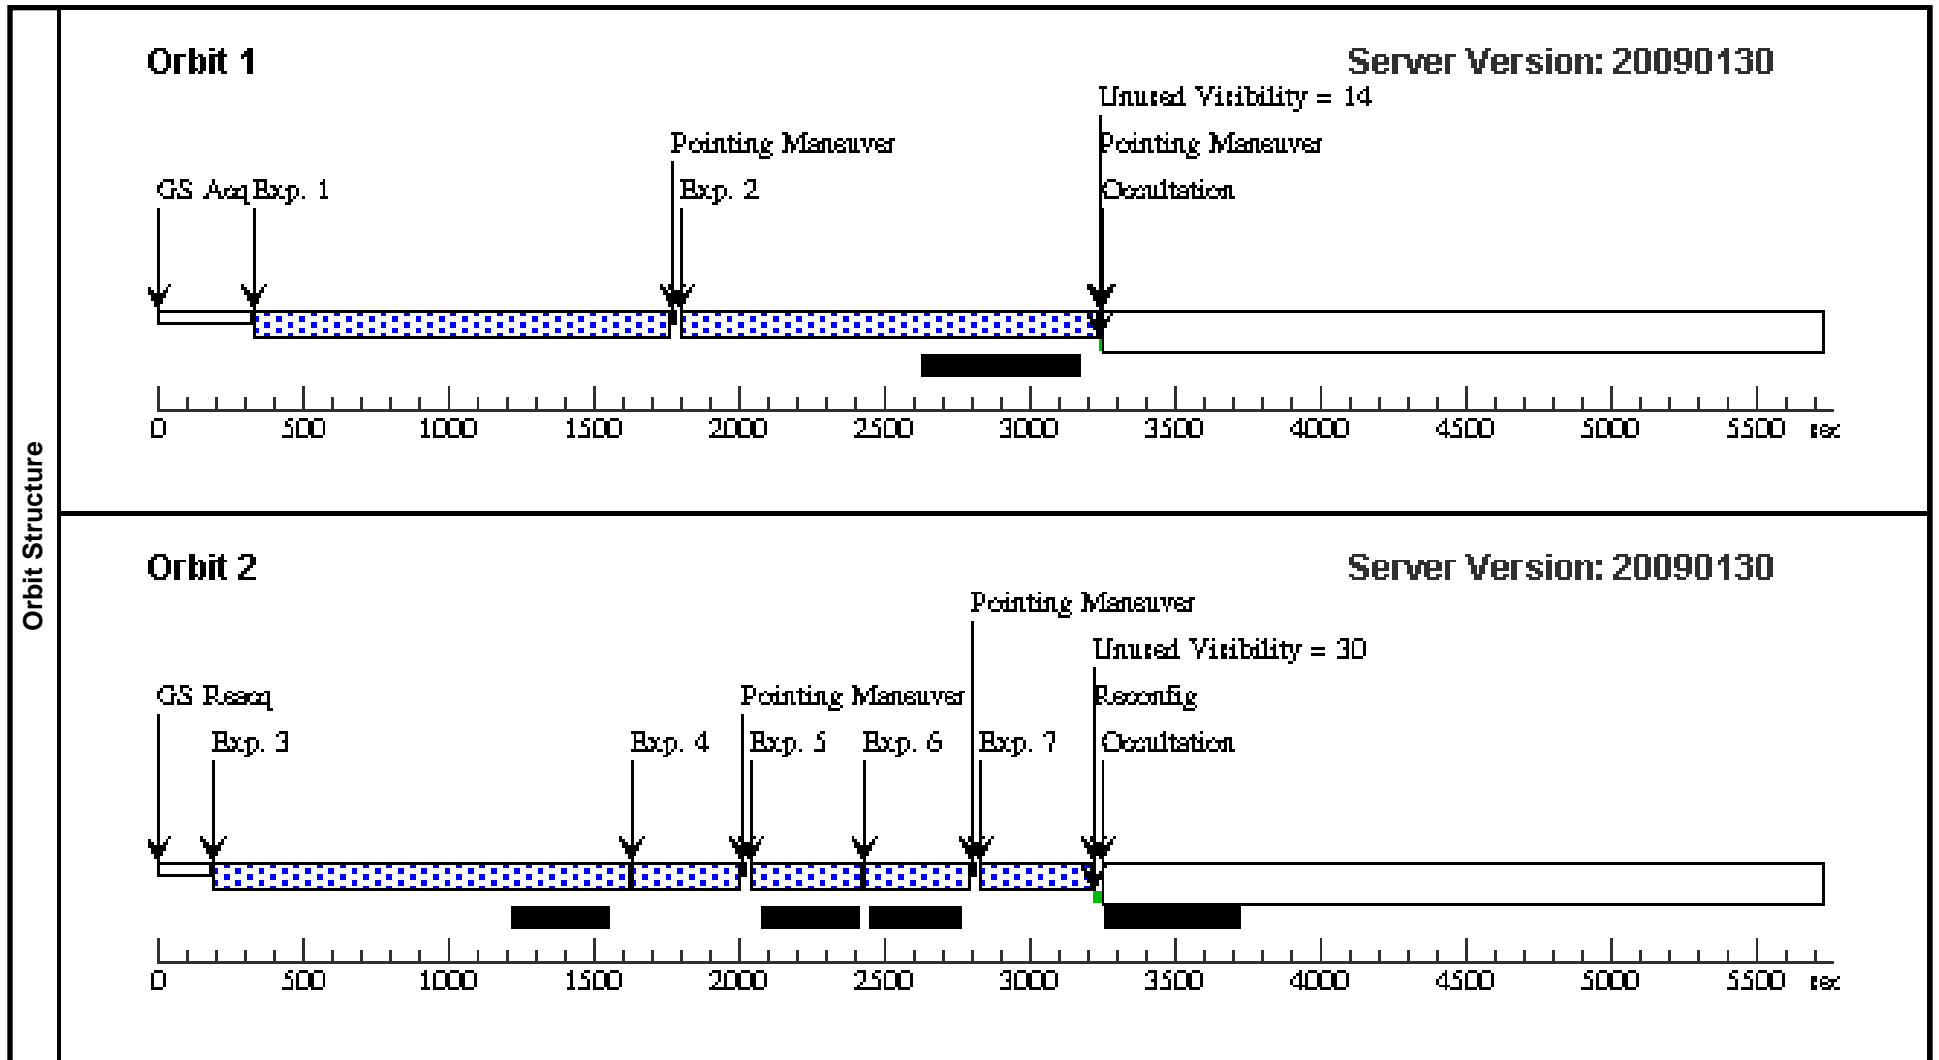 Orbit Structure
Orbit 1
Server Version: 20090130
Unused Visibility = 14
Pointing Maneuver
Pointing Maneuver
GS Acq
Exp. 1
Exp. 2
Occultation
0 500 1000 1500 2000 2500 3000 3500 4000 4500 5000 5500 sec
Orbit 2
Server Version: 20090130
Pointing Maneuver
Unused Visibility = 30
GS Reacq
Pointing Maneuver
Reconfig
Exp. 3
Exp. 4
Exp. 5
Exp. 6
Exp. 7
Occultation
0 500 1000 1500 2000 2500 3000 3500 4000 4500 5000 5500 sec